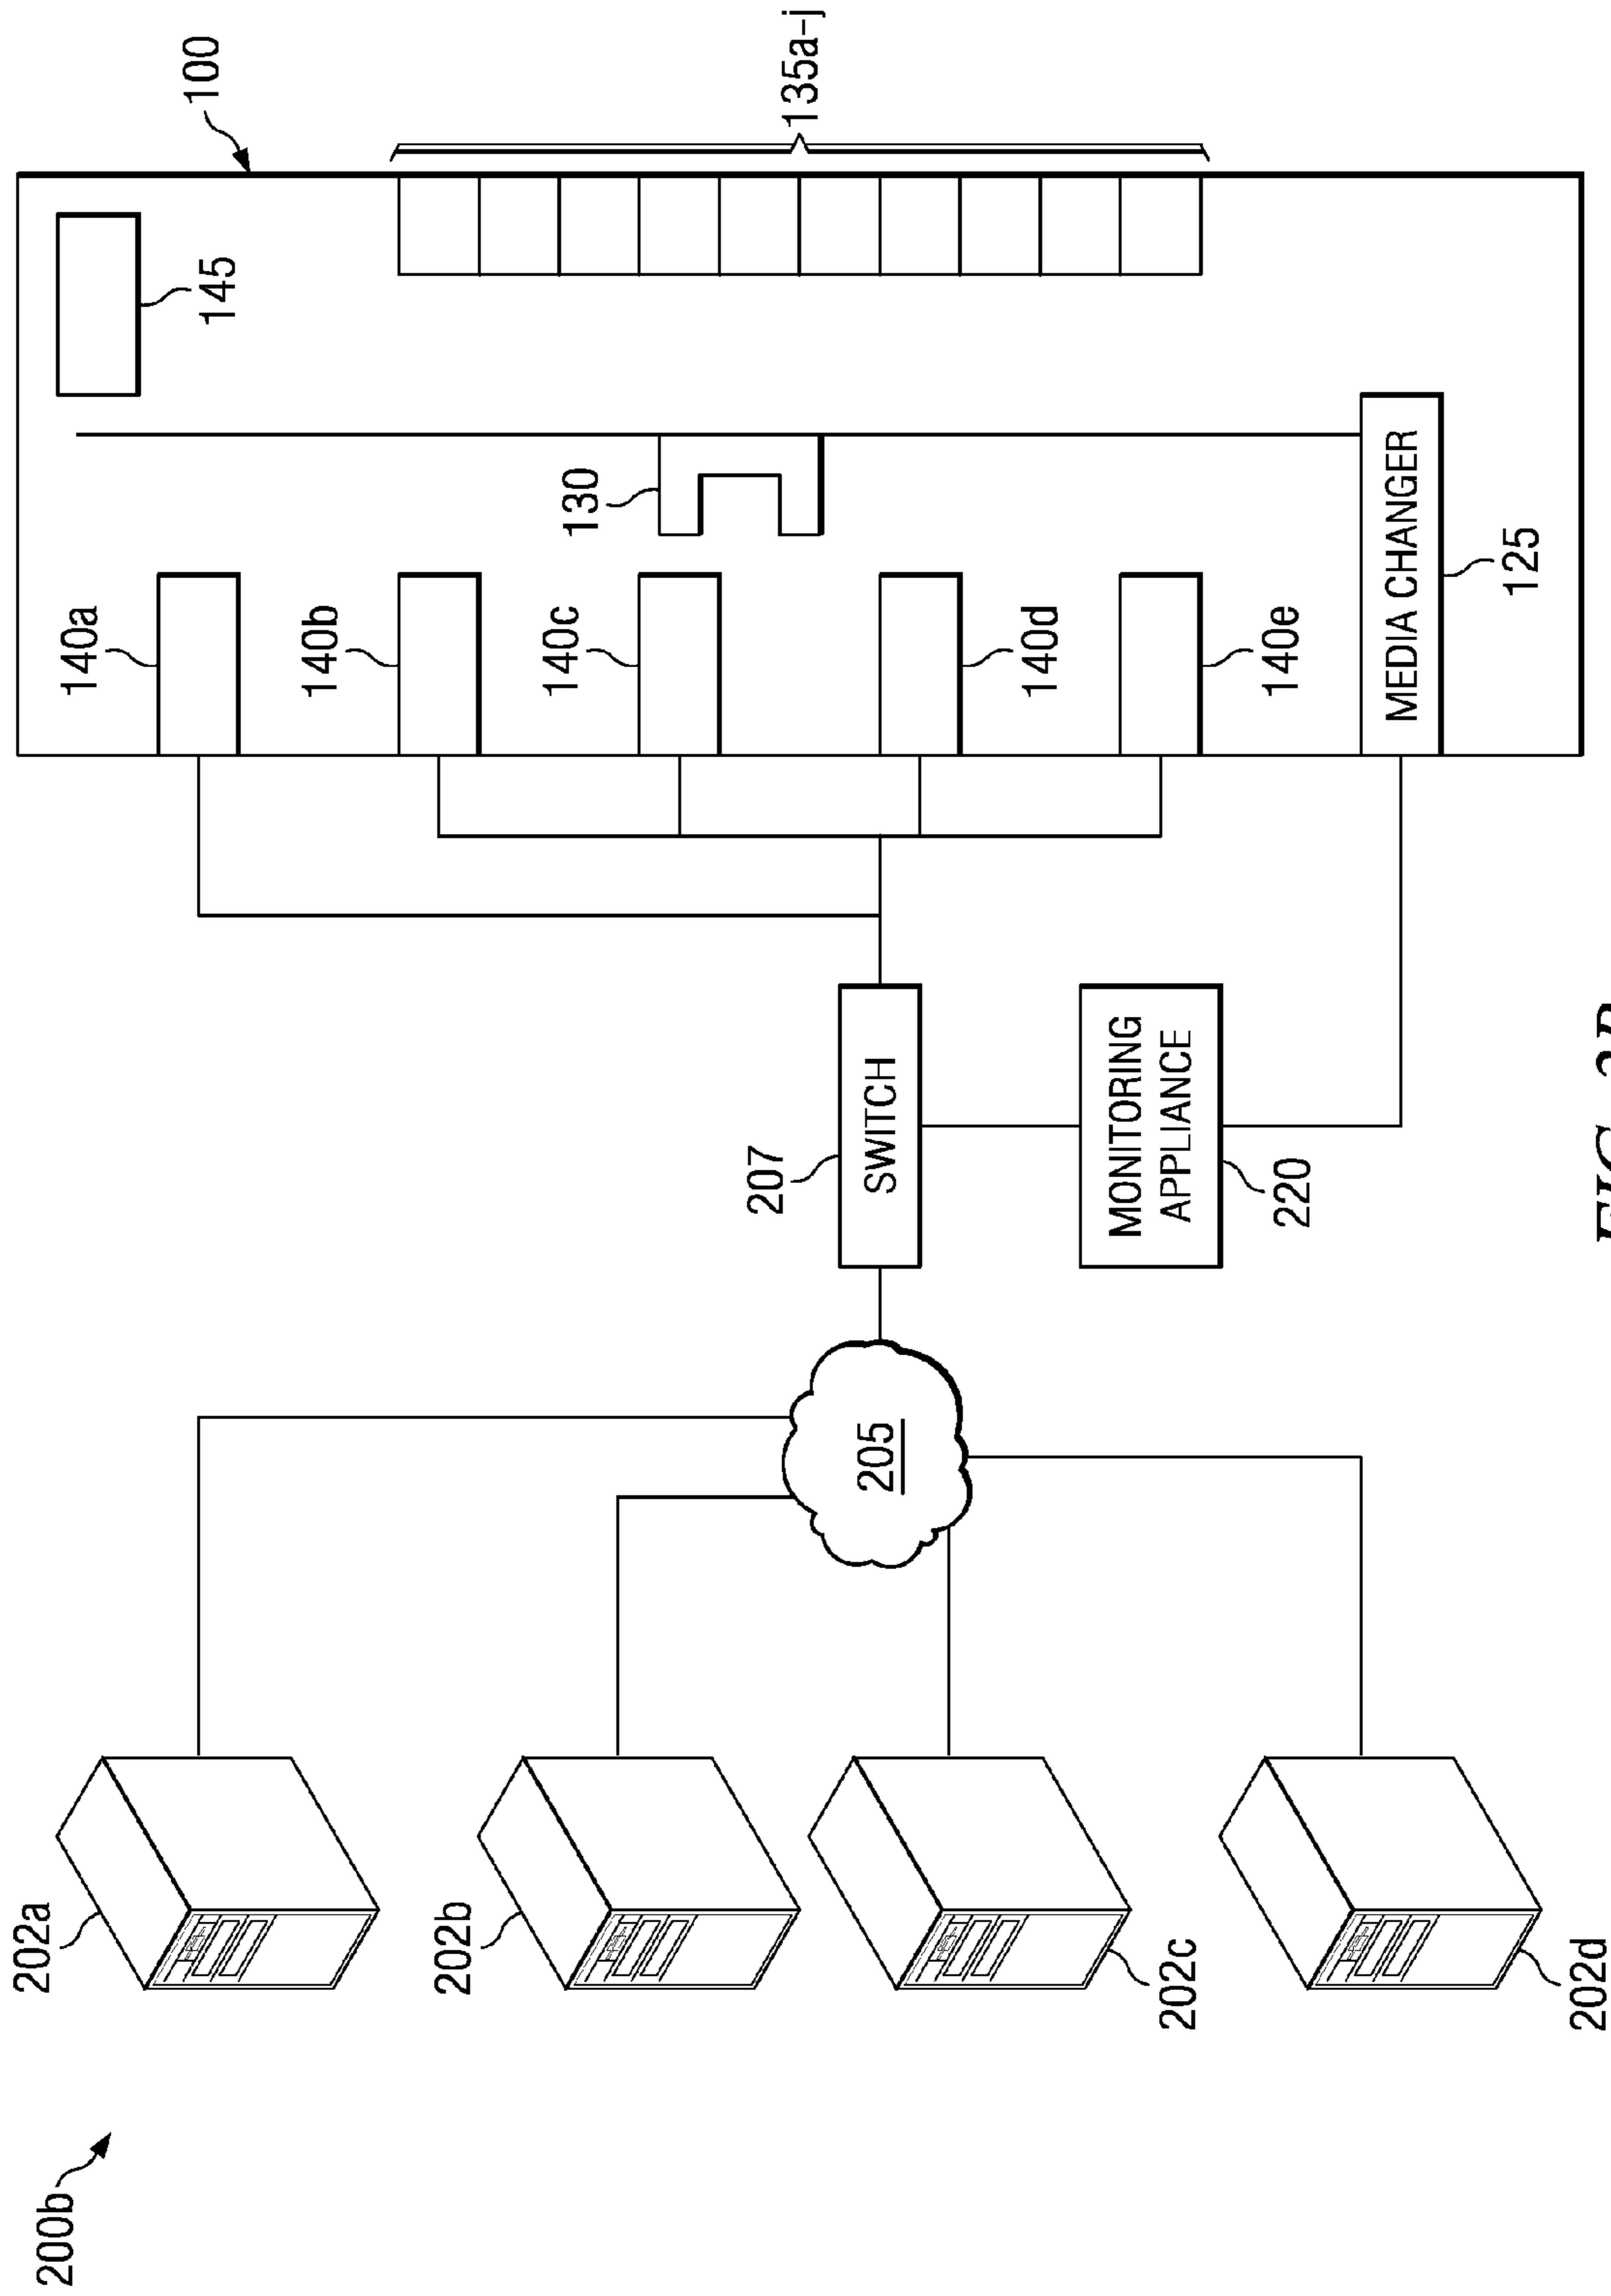 200b
202a
202b
202c
202d
205
207
SWITCH
MONITORING
APPLIANCE
220
140a
140b
140c
140d
140e
130
MEDIA CHANGER
125
145
100
135a-j